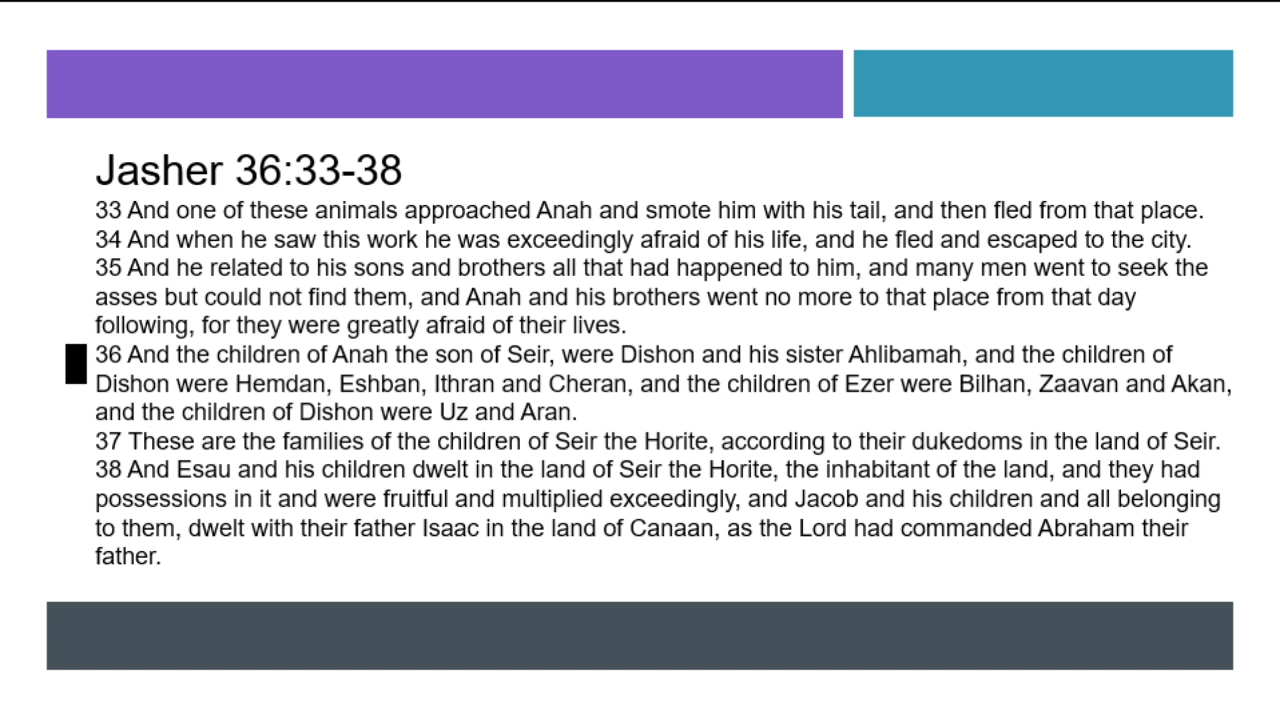 Jasher 36:33-38
33 And one of these animals approached Anah and smote him with his tail, and then fled from that place.
34 And when he saw this work he was exceedingly afraid of his life, and he fled and escaped to the city.
35 And he related to his sons and brothers all that had happened to him, and many men went to seek the
asses but could not find them, and Anah and his brothers went no more to that place from that day
following, for they were greatly afraid of their lives.
36 And the children of Anah the son of Seir, were Dishon and his sister Ahlibamah, and the children of
Dishon were Hemdan, Eshban, Ithran and Cheran, and the children of Ezer were Bilhan, Zaavan and Akan,
and the children of Dishon were Uz and Aran.
37 These are the families of the children of Seir the Horite, according to their dukedoms in the land of Seir.
38 And Esau and his children dwelt in the land of Seir the Horite, the inhabitant of the land, and they had
possessions in it and were fruitful and multiplied exceedingly, and Jacob and his children and all belonging
to them, dwelt with their father Isaac in the land of Canaan, as the Lord had commanded Abraham their
father.